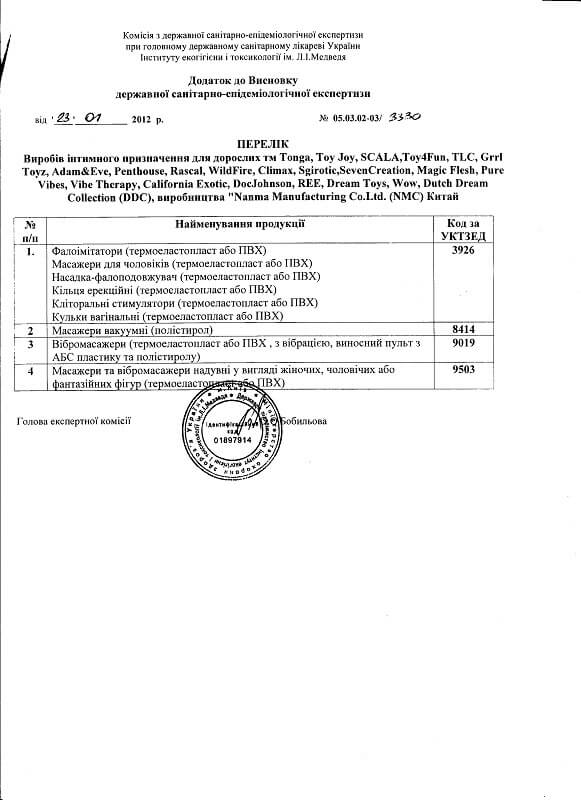 Комісія з державної санітарно-епідеміологічної експертизи
при головному державному санітарному лікареві України
Інституту екогігієни і токсикології ім. Л.І.Медведя
Додаток до Висновку
державної санітарно-епідеміологічної експертизи
від "23" 01 2012 р. № 05.03.02-03/ 3330
ПЕРЕЛІК
Виробів інтимного призначення для дорослих тм Tonga, Toy Joy, SCALA,Toy4Fun, TLC, Grrl
Toyz, Adam&Eve, Penthouse, Rascal, WildFire, Climax, Sgirotic,SevenCreation, Magic Flesh, Pure
Vibes, Vibe Therapy, California Exotic, DocJohnson, REE, Dream Toys, Wow, Dutch Dream
Collection (DDC), виробництва "Nanma Manufacturing Co.Ltd. (NMC) Китай
№ п/п Найменування продукції Код за УКТЗЕД
1. Фалоімітатори (термоеластопласт або ПВХ) 3926
Масажери для чоловіків (термоеластопласт або ПВХ)
Насадка-фалоподовжувач (термоеластопласт або ПВХ)
Кільця ерекційні (термоеластопласт або ПВХ)
Кліторальні стимулятори (термоеластопласт або ПВХ)
Кульки вагінальні (термоеластопласт або ПВХ)
2 Масажери вакуумні (полістирол) 8414
3 Вібромасажери (термоеластопласт або ПВХ , з вібрацією, виносний пульт з 9019
АБС пластику та полістиролу)
4 Масажери та вібромасажери надувні у вигляді жіночих, чоловічих або 9503
фантазійних фігур (термоеластопласт або ПВХ)
Голова експертної комісії Бобильова
ідентифікаційний
код
01897914